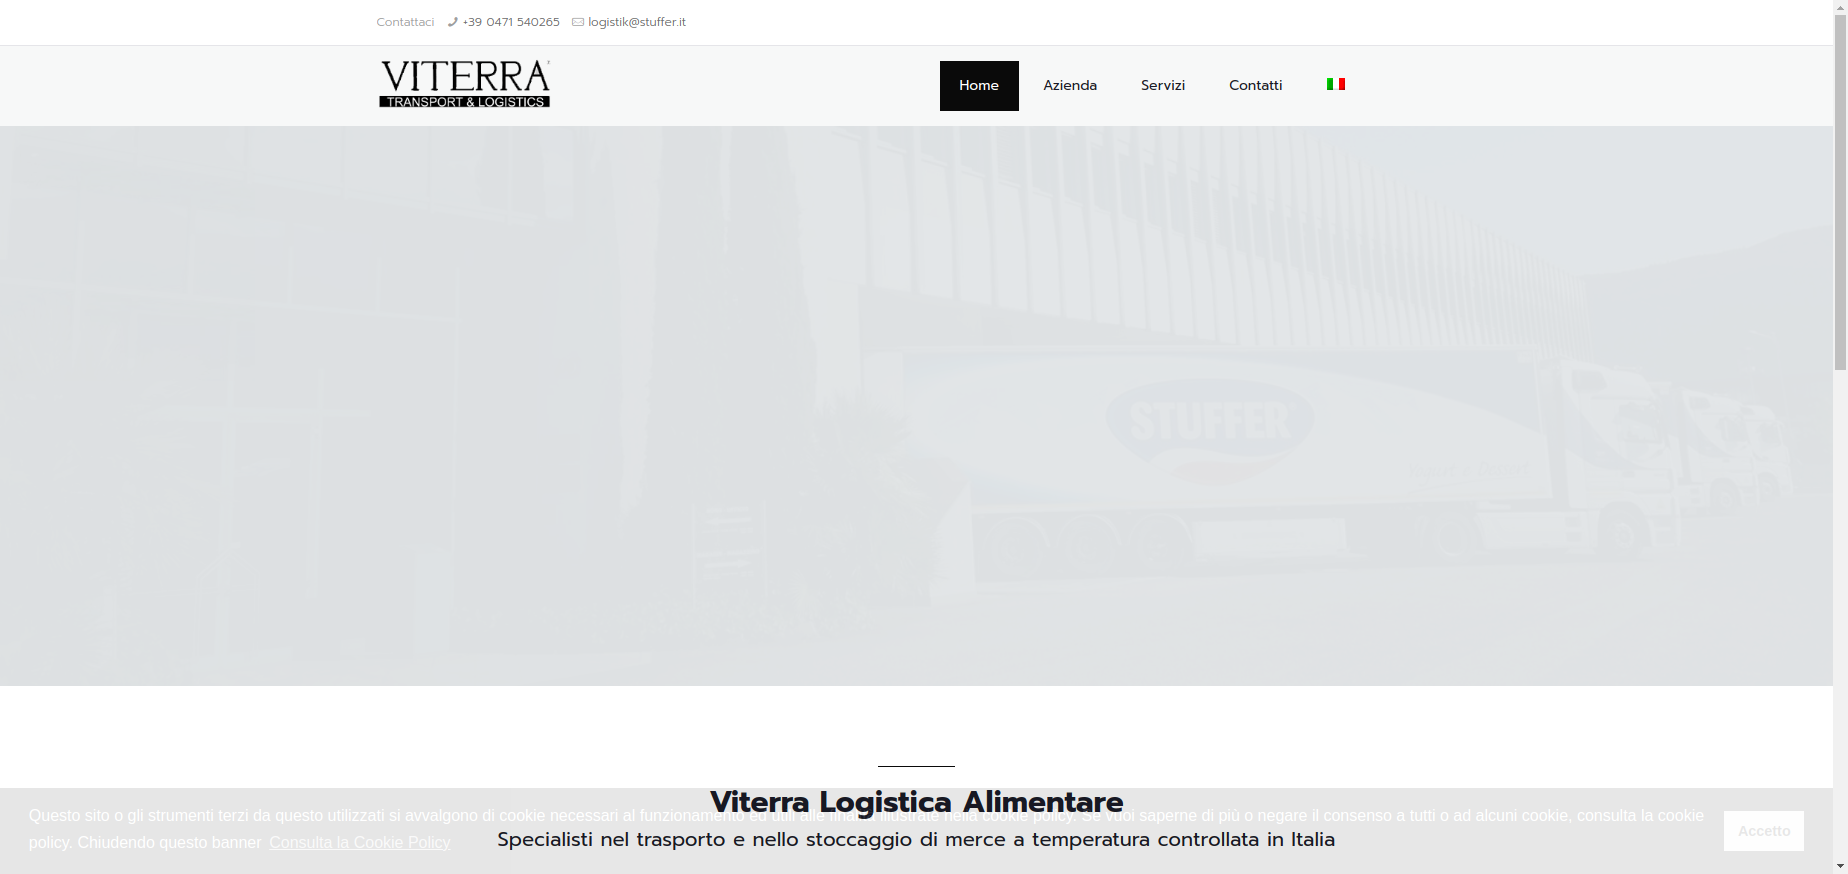 Contattaci +39 0471 540265 logistik@stuffer.it
VITERRA
TRANSPORT & LOGISTICS
Home Azienda Servizi Contatti
STUFFER
Viterra Logistica Alimentare
Questo sito o gli strumenti terzi da questo utilizzati si avvalgono di cookie necessari al funzionamento ed utili alle finalità illustrate nella cookie policy. Se vuoi saperne di più o negare il consenso a tutti o ad alcuni cookie, consulta la cookie
policy. Chiudendo questo banner Consulta la Cookie Policy
Accetto
Specialisti nel trasporto e nello stoccaggio di merce a temperatura controllata in Italia